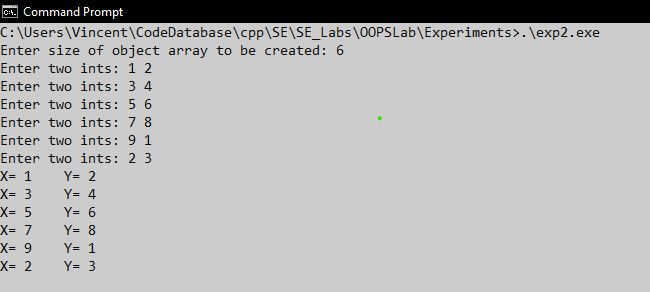 Command Prompt
C:\Users\Vincent\CodeDatabase\cpp\SE\SE_Labs\OOPSLab\Experiments>.\exp2.exe
Enter size of object array to be created: 6
Enter two ints: 1 2
Enter two ints: 3 4
Enter two ints: 5 6
Enter two ints: 7 8
Enter two ints: 9 1
Enter two ints: 2 3
X= 1    Y= 2
X= 3    Y= 4
X= 5    Y= 6
X= 7    Y= 8
X= 9    Y= 1
X= 2    Y= 3